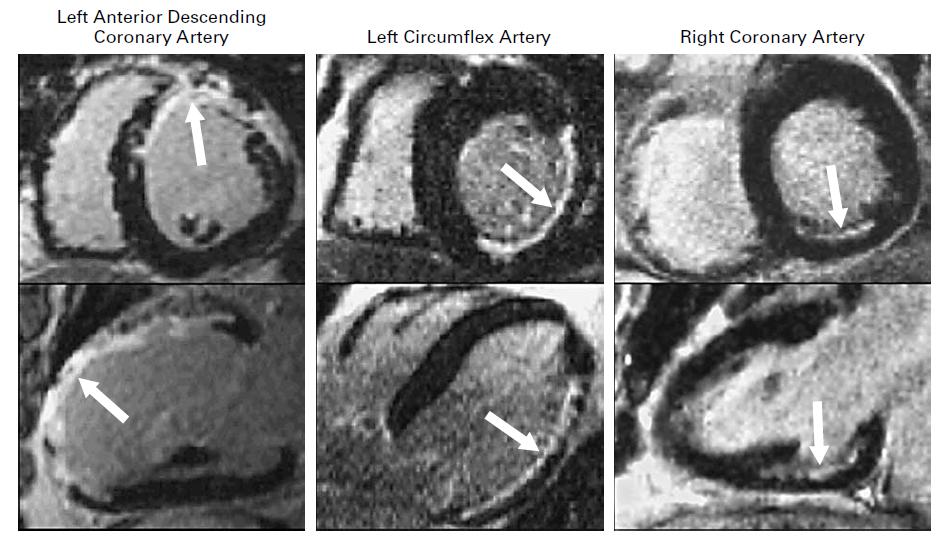 Left Anterior Descending
Coronary Artery
Left Circumflex Artery
Right Coronary Artery